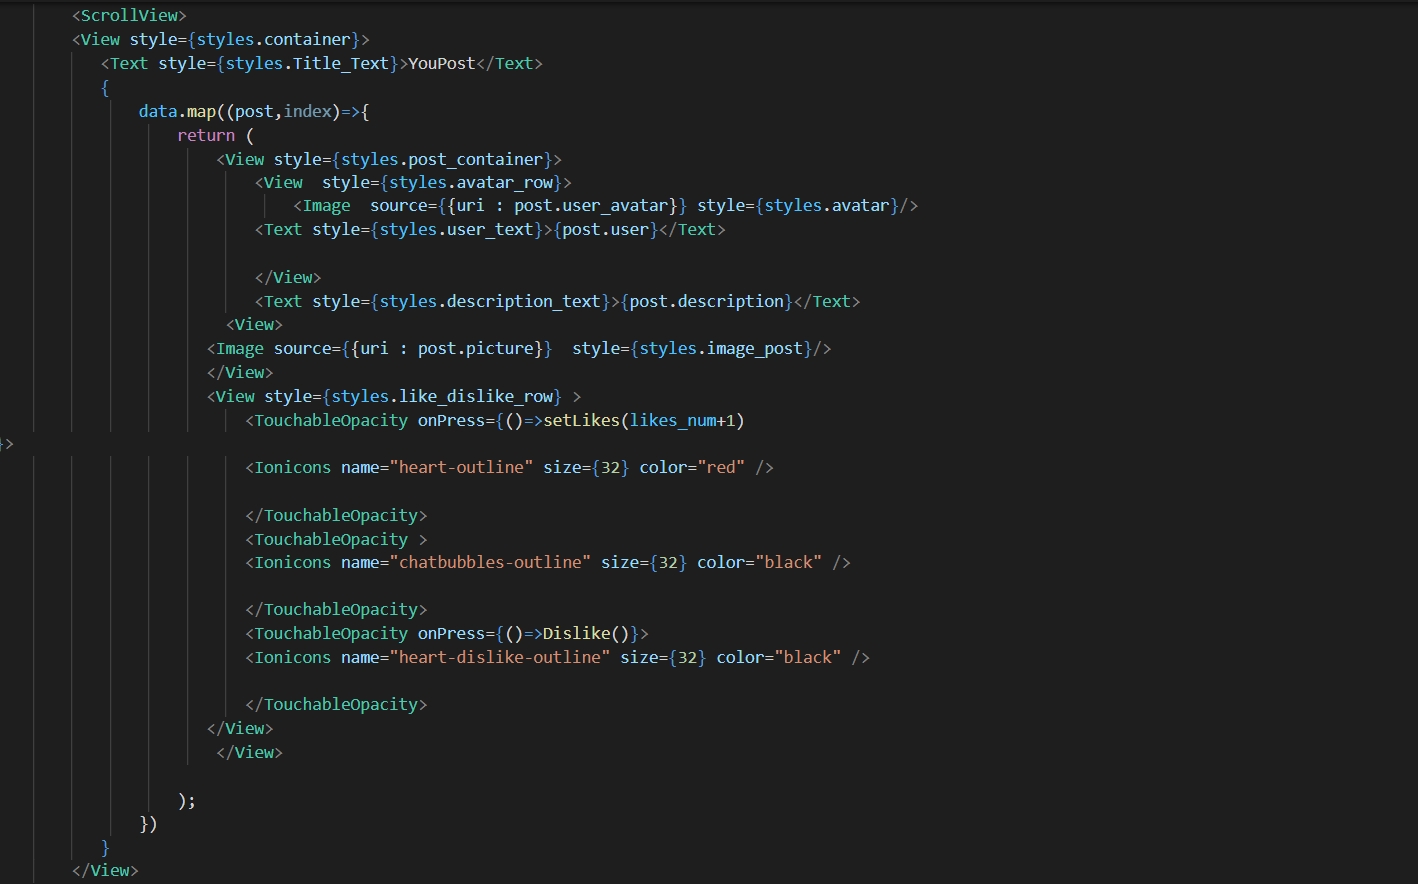 <ScrollView>
<View style={styles.container}>
<Text style={styles.Title_Text}>YouPost</Text>
{
data.map((post,index)=>{
return (
<View style={styles.post_container}>
<View  style={styles.avatar_row}>
<Image  source={{uri : post.user_avatar}} style={styles.avatar}/>
<Text style={styles.user_text}>{post.user}</Text>
</View>
<Text style={styles.description_text}>{post.description}</Text>
<View>
<Image source={{uri : post.picture}}  style={styles.image_post}/>
</View>
<View style={styles.like_dislike_row} >
<TouchableOpacity onPress={()=>setLikes(likes_num+1)
}>
<Ionicons name="heart-outline" size={32} color="red" />
</TouchableOpacity>
<TouchableOpacity >
<Ionicons name="chatbubbles-outline" size={32} color="black" />
</TouchableOpacity>
<TouchableOpacity onPress={()=>Dislike()}>
<Ionicons name="heart-dislike-outline" size={32} color="black" />
</TouchableOpacity>
</View>
</View>
);
})
}
</View>